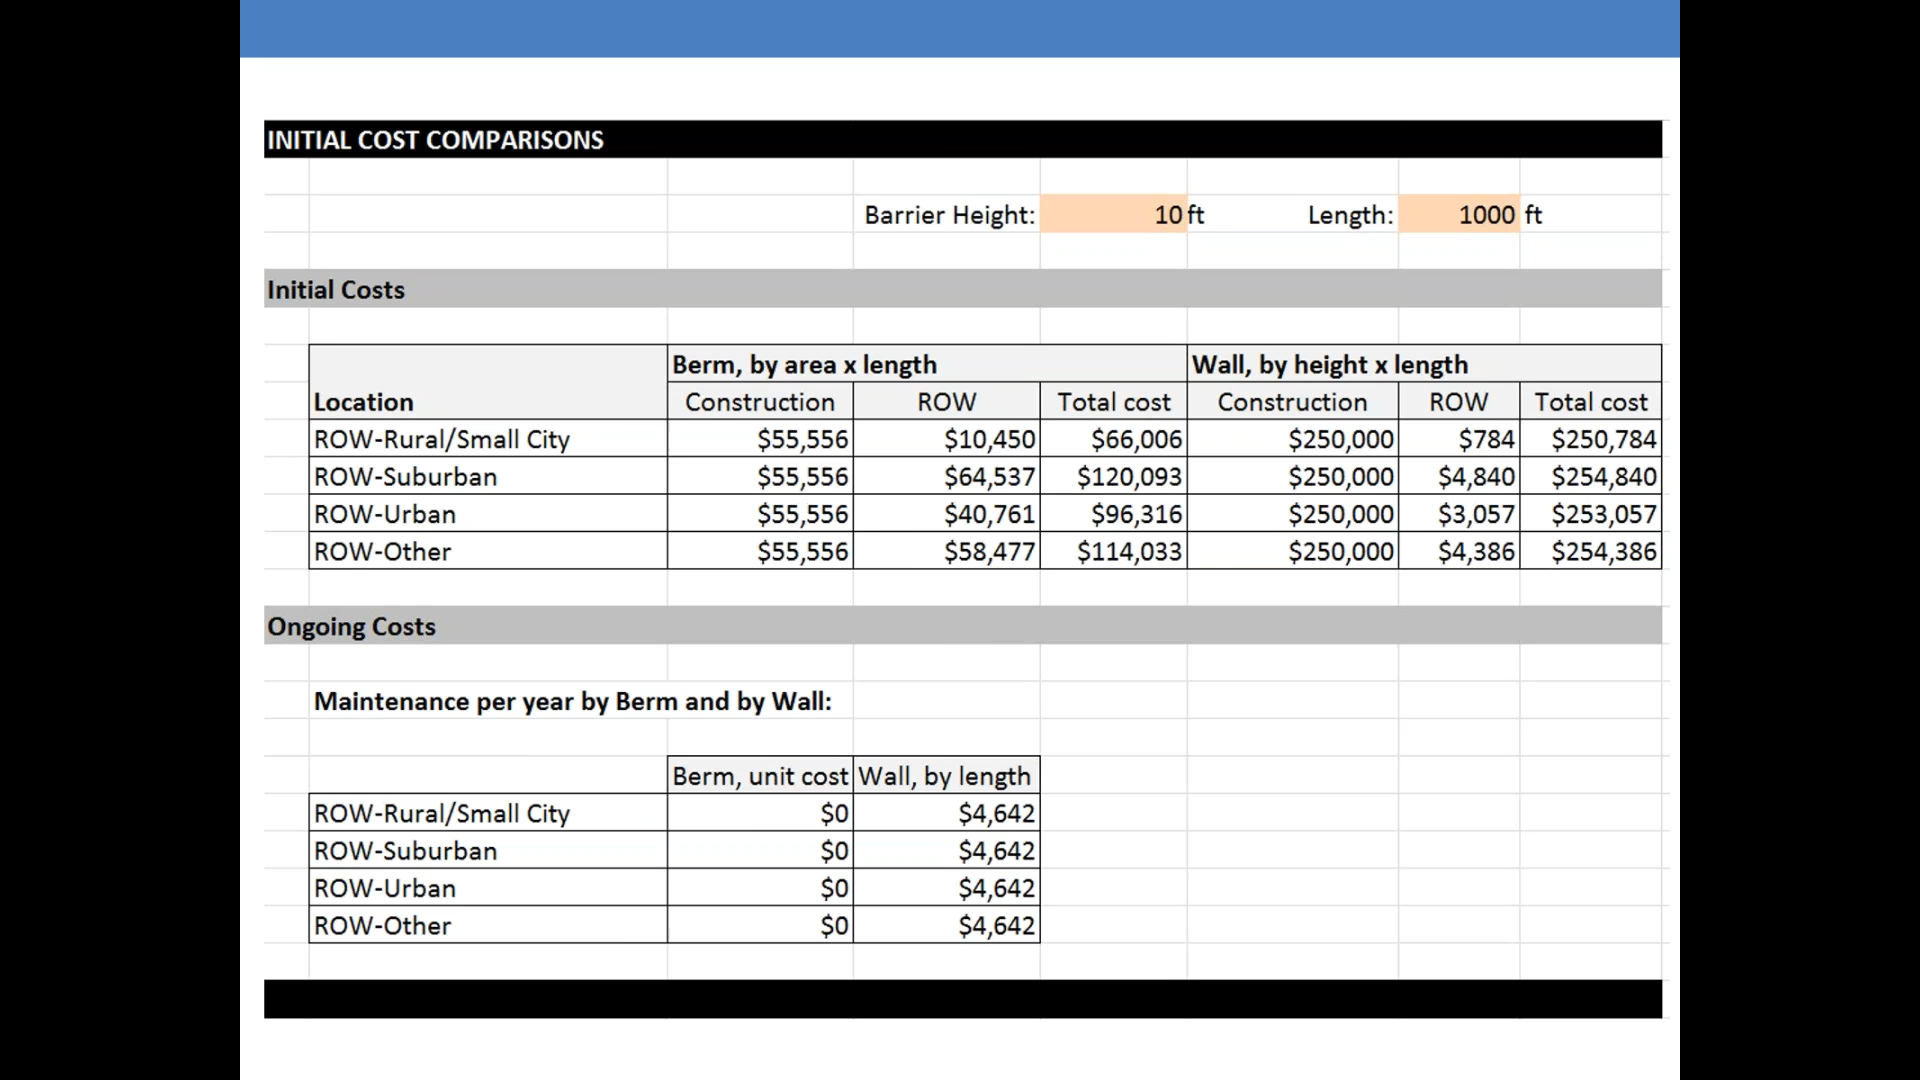 INITIAL COST COMPARISONS
Barrier Height: 10 ft Length: 1000 ft
Initial Costs
Berm, by area x length Wall, by height x length
Location Construction ROW Total cost Construction ROW Total cost
ROW-Rural/Small City $55,556 $10,450 $66,006 $250,000 $784 $250,784
ROW-Suburban $55,556 $64,537 $120,093 $250,000 $4,840 $254,840
ROW-Urban $55,556 $40,761 $96,316 $250,000 $3,057 $253,057
ROW-Other $55,556 $58,477 $114,033 $250,000 $4,386 $254,386
Ongoing Costs
Maintenance per year by Berm and by Wall:
Berm, unit cost Wall, by length
ROW-Rural/Small City $0 $4,642
ROW-Suburban $0 $4,642
ROW-Urban $0 $4,642
ROW-Other $0 $4,642